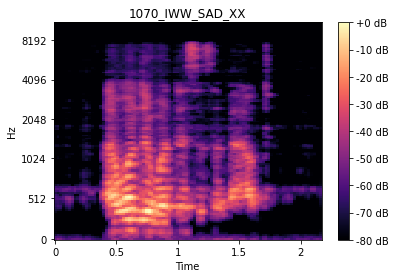 1070_IWW_SAD_XX
+0 dB
8192
-10 dB
4096
-20 dB
-30 dB
2048
Hz
-40 dB
1024
-50 dB
512
-60 dB
-70 dB
0
-80 dB
0
0.5
1
1.5
2
Time